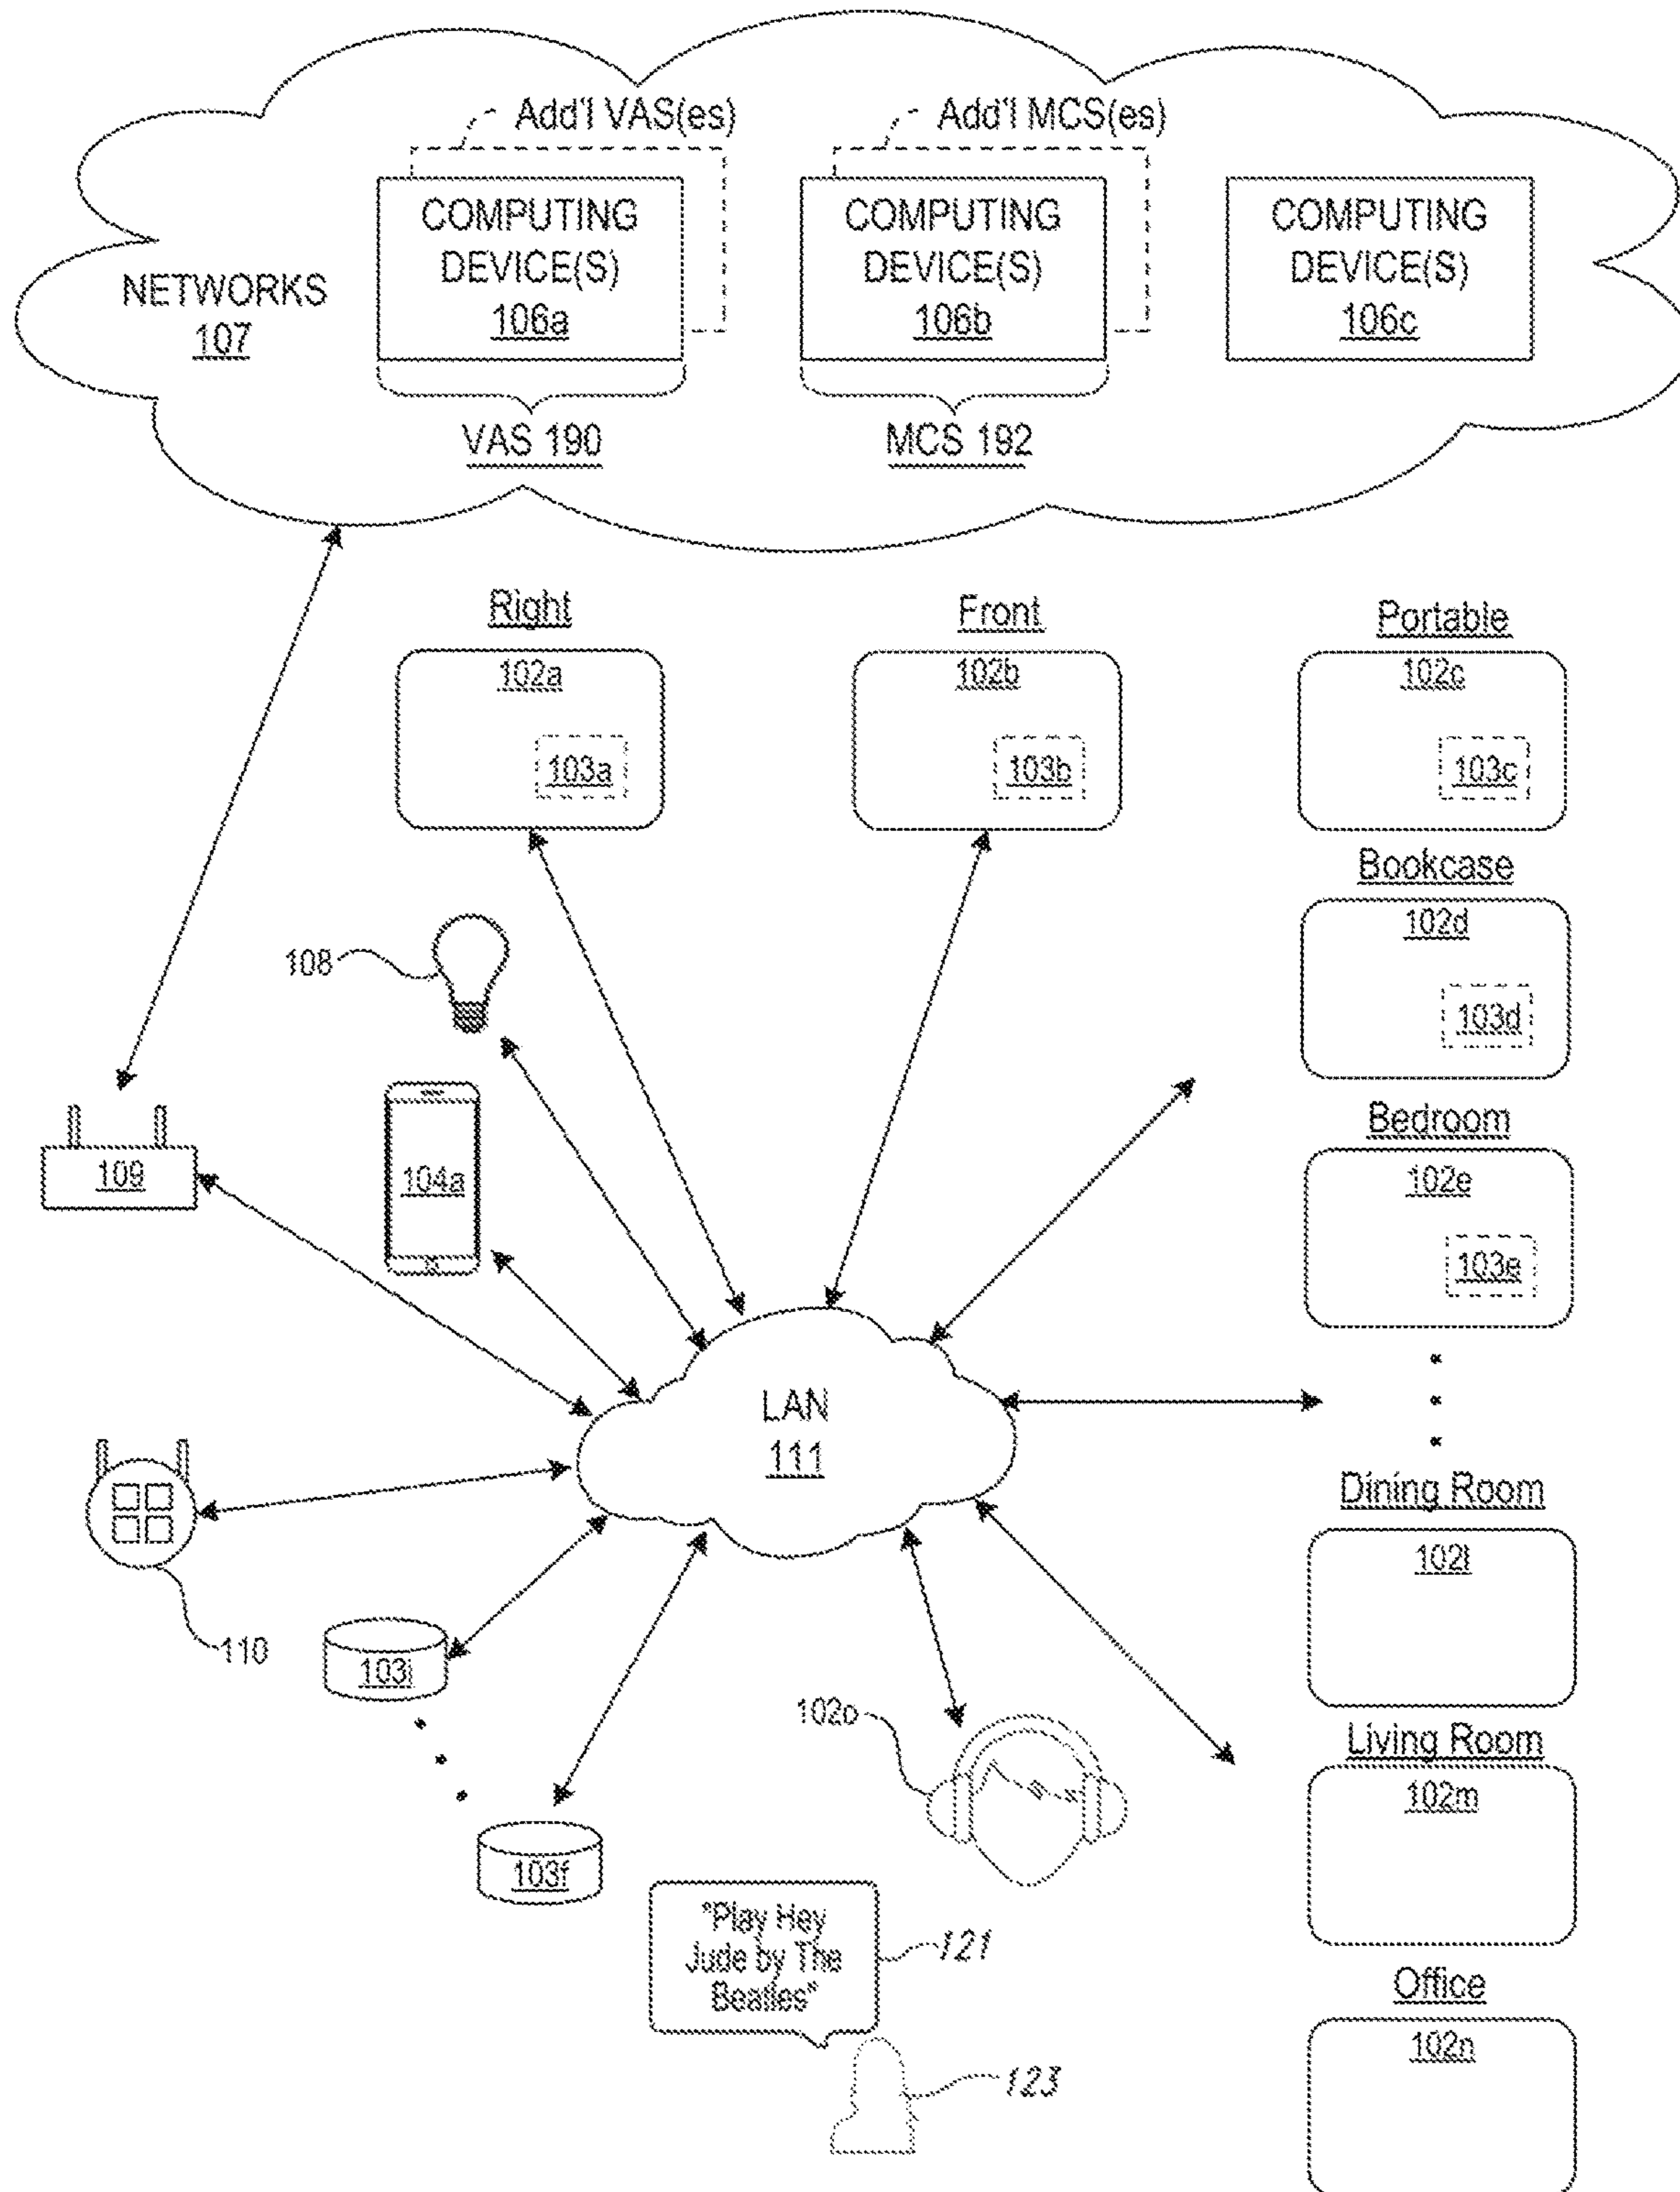 Add'l VAS(es)
Add'l MCS(es)
COMPUTING
DEVICE(S)
106a
COMPUTING
DEVICE(S)
106b
COMPUTING
DEVICE(S)
106c
NETWORKS
107
VAS 190
MCS 192
Right
102a
103a
Front
102b
103b
Portable
102c
103c
Bookcase
102d
103d
Bedroom
102e
103e
108
104a
109
LAN
111
110
103i
103f
102o
Dining Room
102l
Living Room
102m
Office
102n
"Play Hey
Jude by The
Beatles"
121
123